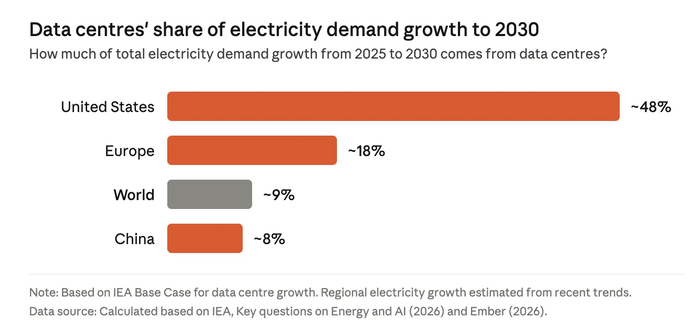 Data centres' share of electricity demand growth to 2030
How much of total electricity demand growth from 2025 to 2030 comes from data centres?
United States ~48%
Europe ~18%
World ~9%
China ~8%
Note: Based on IEA Base Case for data centre growth. Regional electricity growth estimated from recent trends.
Data source: Calculated based on IEA, Key questions on Energy and AI (2026) and Ember (2026).